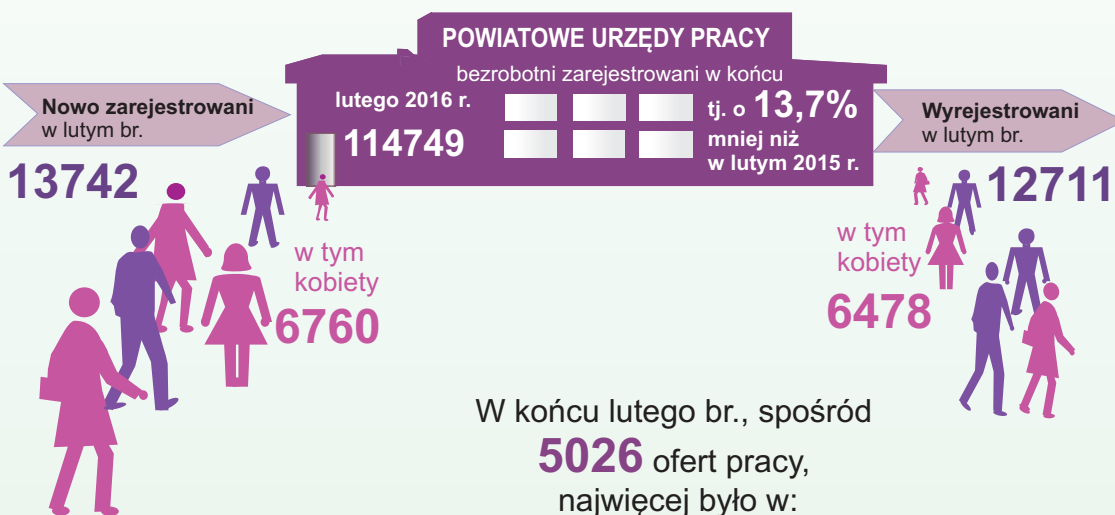 POWIATOWE URZĘDY PRACY
bezrobotni zarejestrowani w końcu
lutego 2016 r.
114749
tj. o 13,7%
mniej niż
w lutym 2015 r.
Nowo zarejestrowani
w lutym br.
13742
w tym
kobiety
6760
Wyrejestrowani
w lutym br.
12711
w tym
kobiety
6478
W końcu lutego br., spośród
5026 ofert pracy,
najwięcej było w: